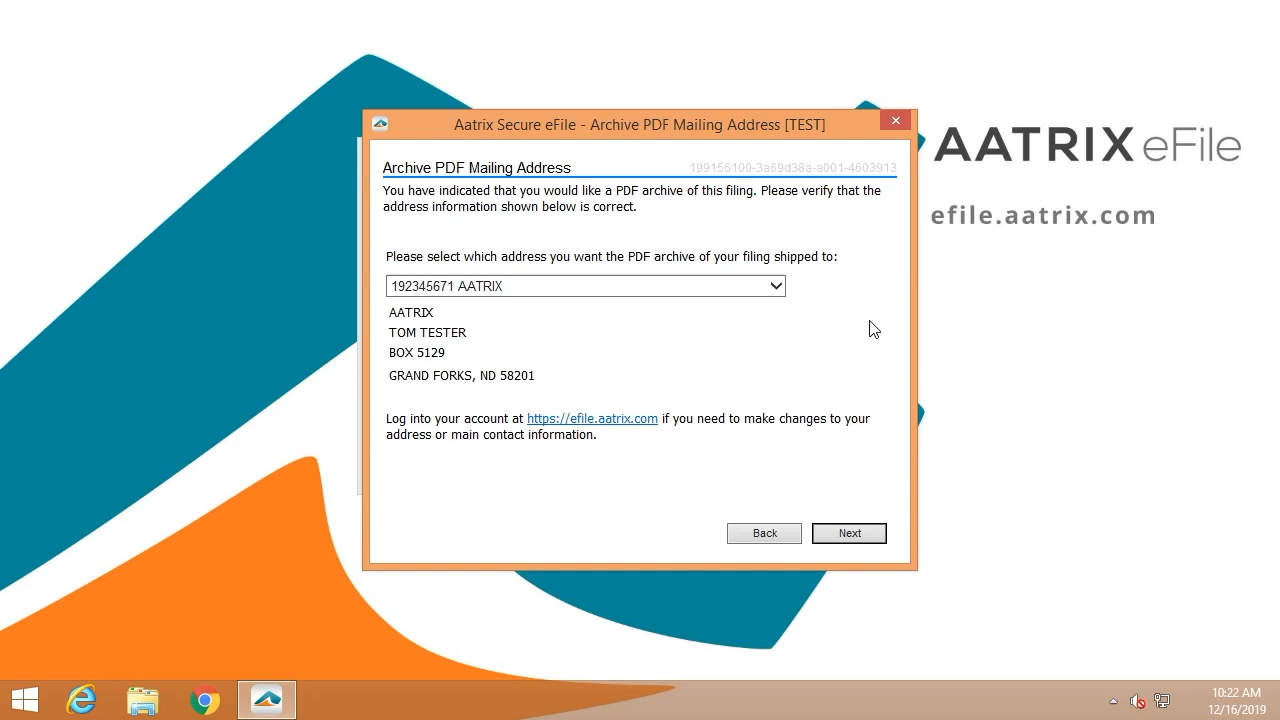 Aatrix Secure eFile - Archive PDF Mailing Address [TEST]
Archive PDF Mailing Address
199156100-3a69d38a-a001-4603913
You have indicated that you would like a PDF archive of this filing. Please verify that the
address information shown below is correct.
Please select which address you want the PDF archive of your filing shipped to:
192345671 AATRIX
AATRIX
TOM TESTER
BOX 5129
GRAND FORKS, ND 58201
Log into your account at https://efile.aatrix.com if you need to make changes to your
address or main contact information.
Back
Next
AATRIX eFile
efile.aatrix.com
10:22 AM
12/16/2019